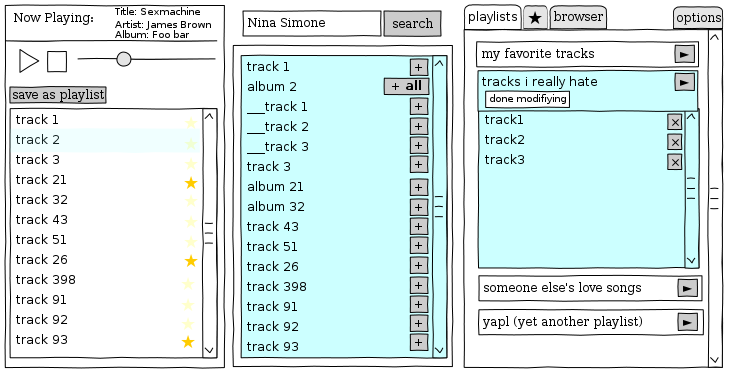 Now Playing:
Title: Sexmachine
Artist: James Brown
Album: Foo bar
save as playlist
track 1
track 2
track 3
track 21
track 32
track 43
track 51
track 26
track 398
track 91
track 92
track 93
Nina Simone
search
track 1 +
album 2 + all
___track 1 +
___track 2 +
___track 3 +
track 3 +
album 21 +
album 32 +
track 43 +
track 51 +
track 26 +
track 398 +
track 91 +
track 92 +
track 93 +
playlists ★ browser options
my favorite tracks
tracks i really hate
done modifiying
track1 ×
track2 ×
track3 ×
someone else's love songs
yapl (yet another playlist)